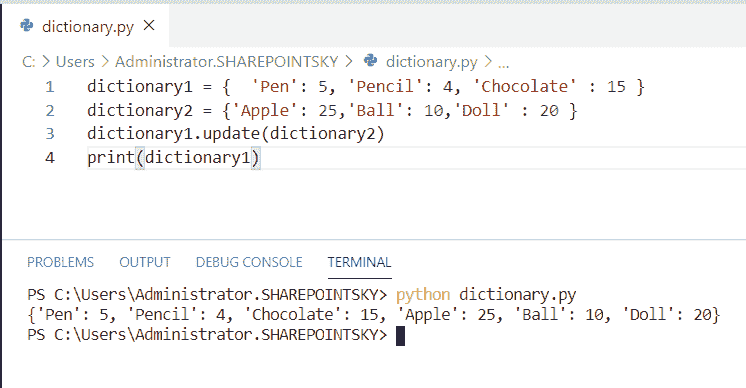 dictionary.py ×
C: > Users > Administrator.SHAREPOINTSKY > dictionary.py > ...
1 dictionary1 = {  'Pen': 5, 'Pencil': 4, 'Chocolate' : 15 }
2 dictionary2 = {'Apple': 25,'Ball': 10,'Doll' : 20 }
3 dictionary1.update(dictionary2)
4 print(dictionary1)
PROBLEMS OUTPUT DEBUG CONSOLE TERMINAL
PS C:\Users\Administrator.SHAREPOINTSKY> python dictionary.py
{'Pen': 5, 'Pencil': 4, 'Chocolate': 15, 'Apple': 25, 'Ball': 10, 'Doll': 20}
PS C:\Users\Administrator.SHAREPOINTSKY>